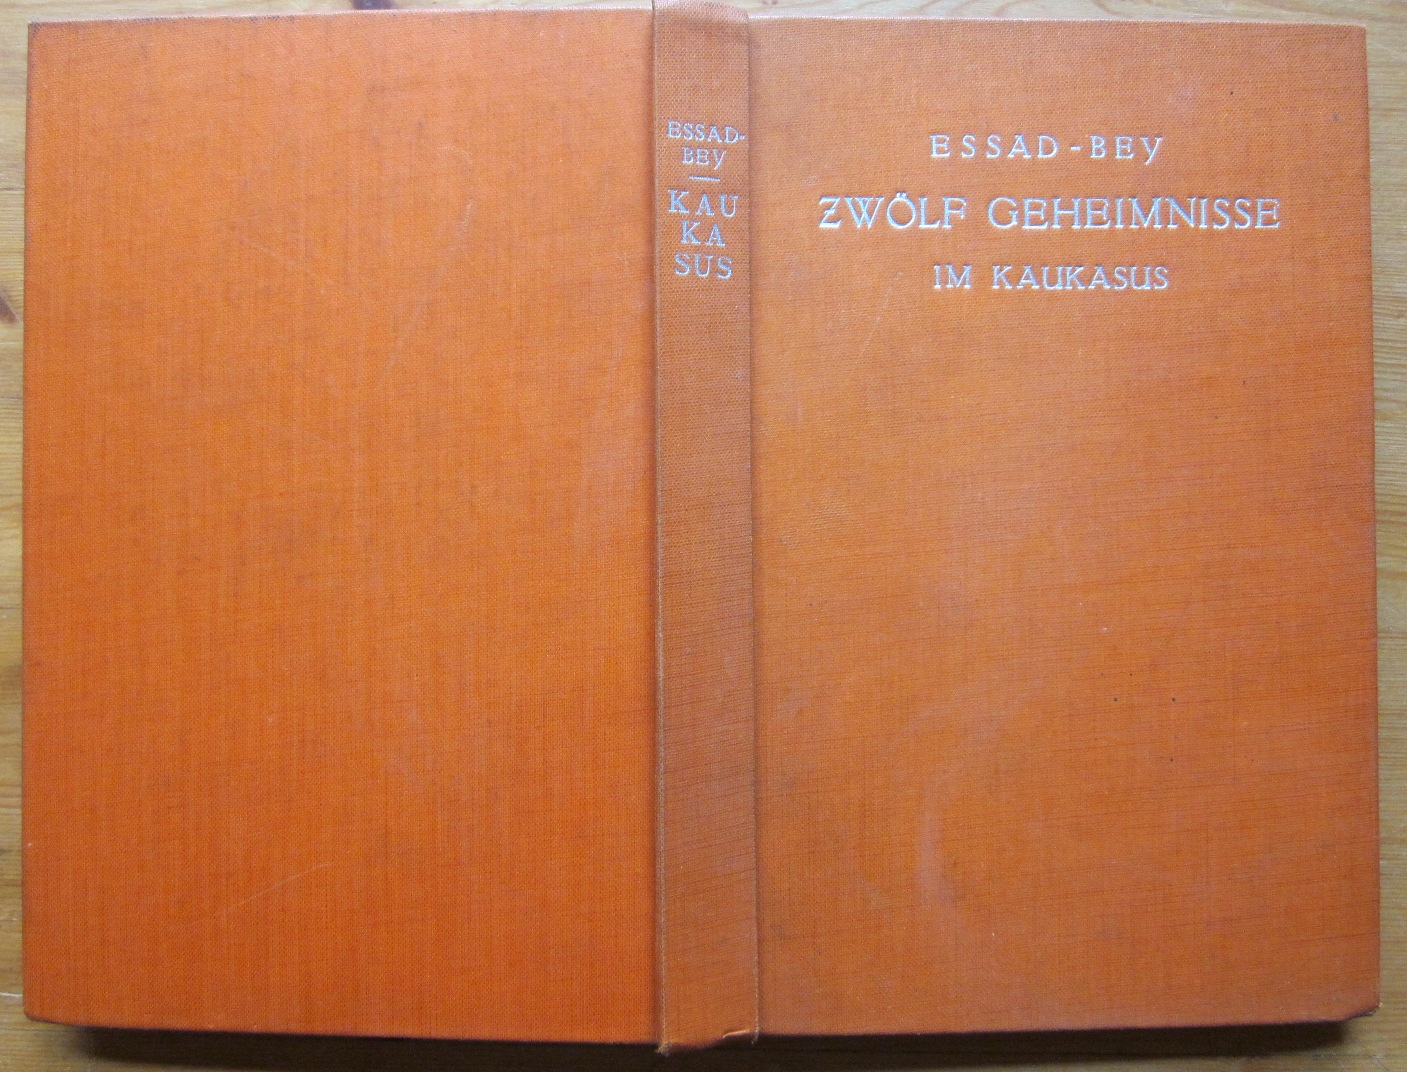 ESSAD-
BEY
KAU
KA
SUS
ESSAD-BEY
ZWÖLF GEHEIMNISSE
IM KAUKASUS